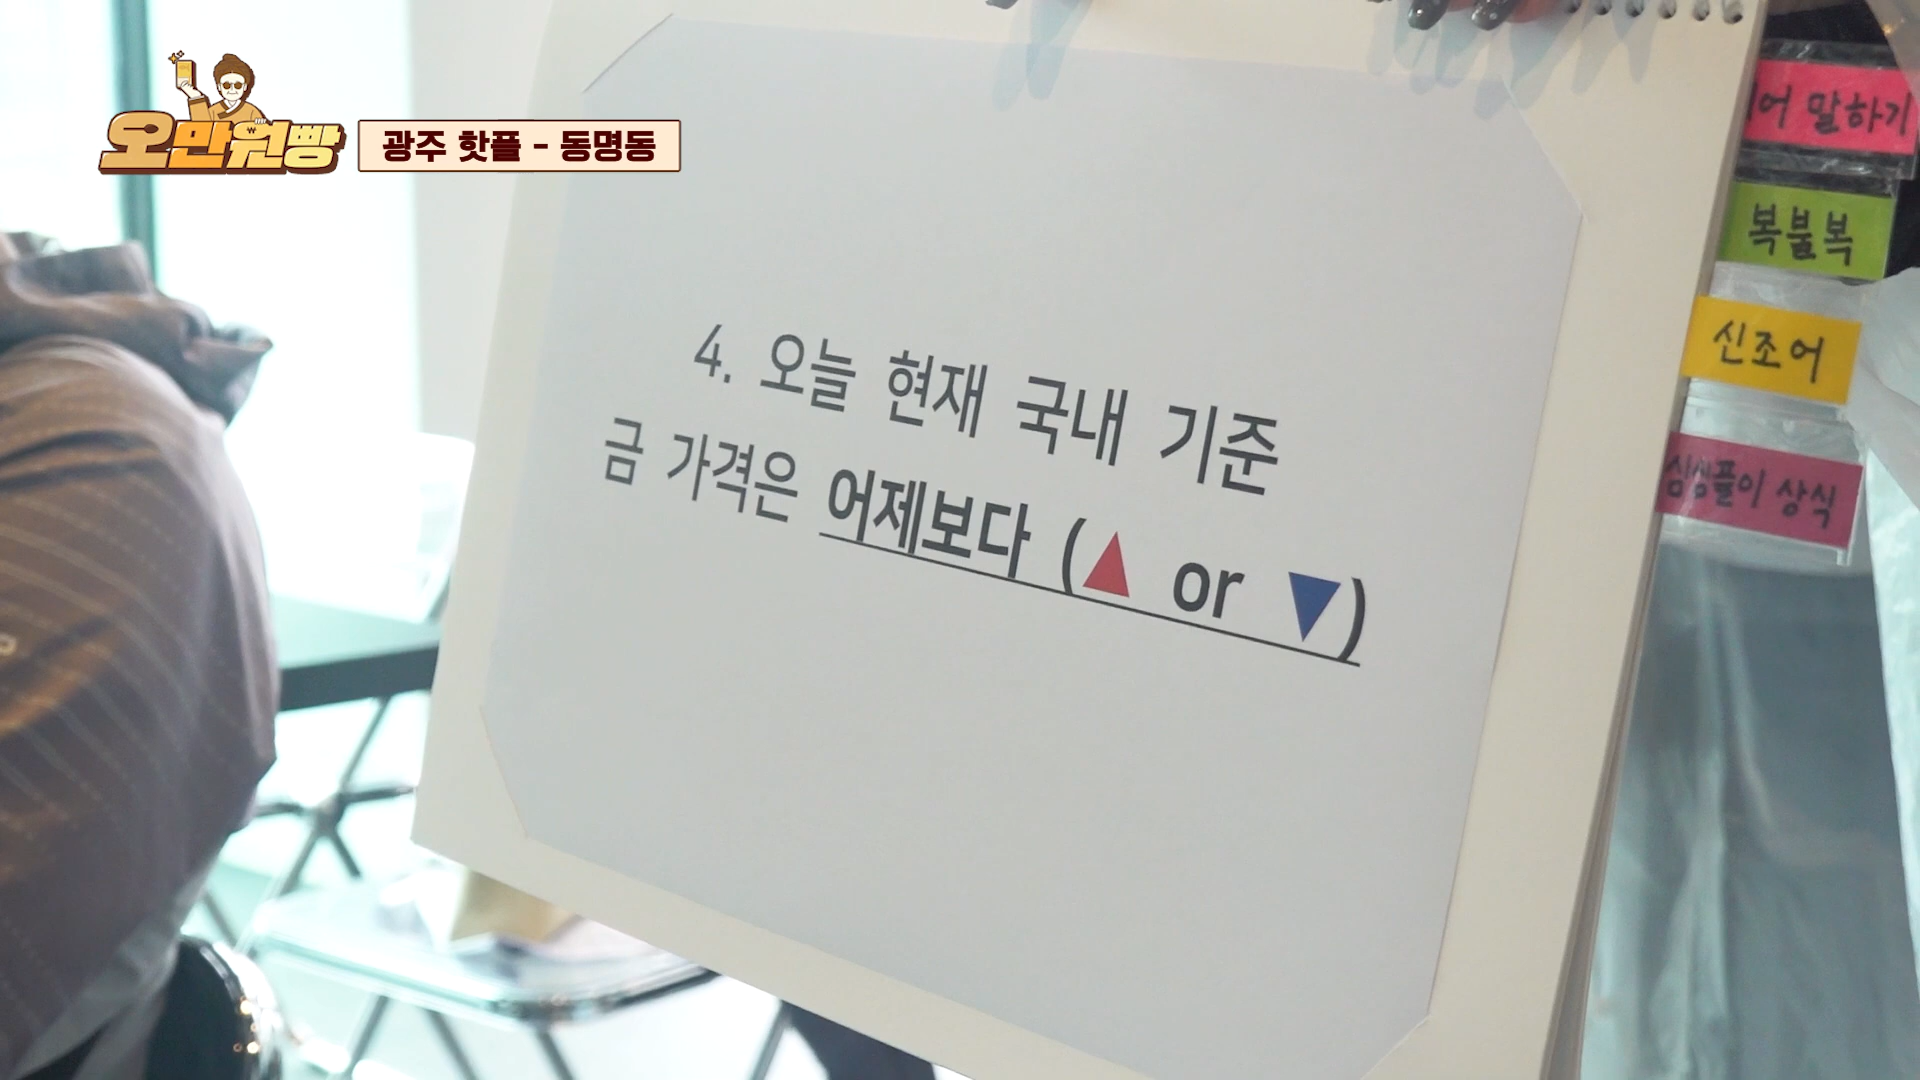 오만원빵
광주 핫플 - 동명동
4. 오늘 현재 국내 기준
금 가격은 어제보다 (▲ or ▼)
말하기
복불복
신조어
상식